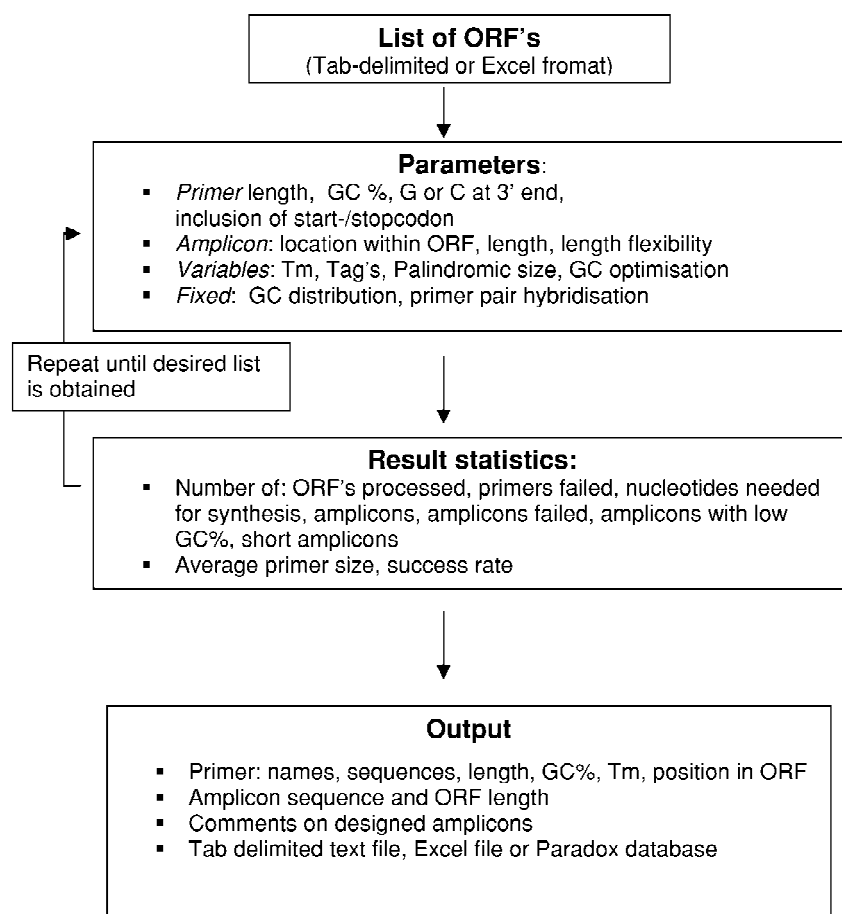 List of ORF's
(Tab-delimited or Excel fromat)
Parameters:
▪ Primer length, GC %, G or C at 3' end,
inclusion of start-/stopcodon
▪ Amplicon: location within ORF, length, length flexibility
▪ Variables: Tm, Tag's, Palindromic size, GC optimisation
▪ Fixed: GC distribution, primer pair hybridisation
Repeat until desired list
is obtained
Result statistics:
▪ Number of: ORF's processed, primers failed, nucleotides needed
for synthesis, amplicons, amplicons failed, amplicons with low
GC%, short amplicons
▪ Average primer size, success rate
Output
▪ Primer: names, sequences, length, GC%, Tm, position in ORF
▪ Amplicon sequence and ORF length
▪ Comments on designed amplicons
▪ Tab delimited text file, Excel file or Paradox database